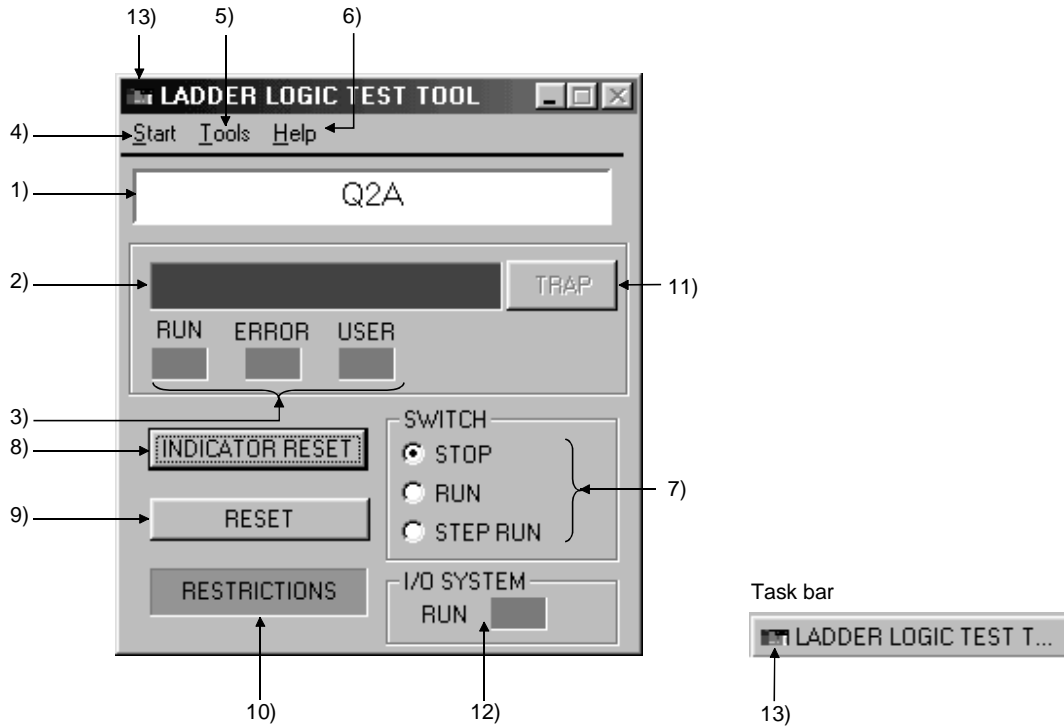 13) 5) 6)
LADDER LOGIC TEST TOOL
4) Start Tools Help
1) Q2A
2) TRAP 11)
RUN ERROR USER
3)
SWITCH
8) INDICATOR RESET STOP
RUN 7)
9) RESET
STEP RUN
RESTRICTIONS I/O SYSTEM
RUN
Task bar
LADDER LOGIC TEST T...
10) 12) 13)